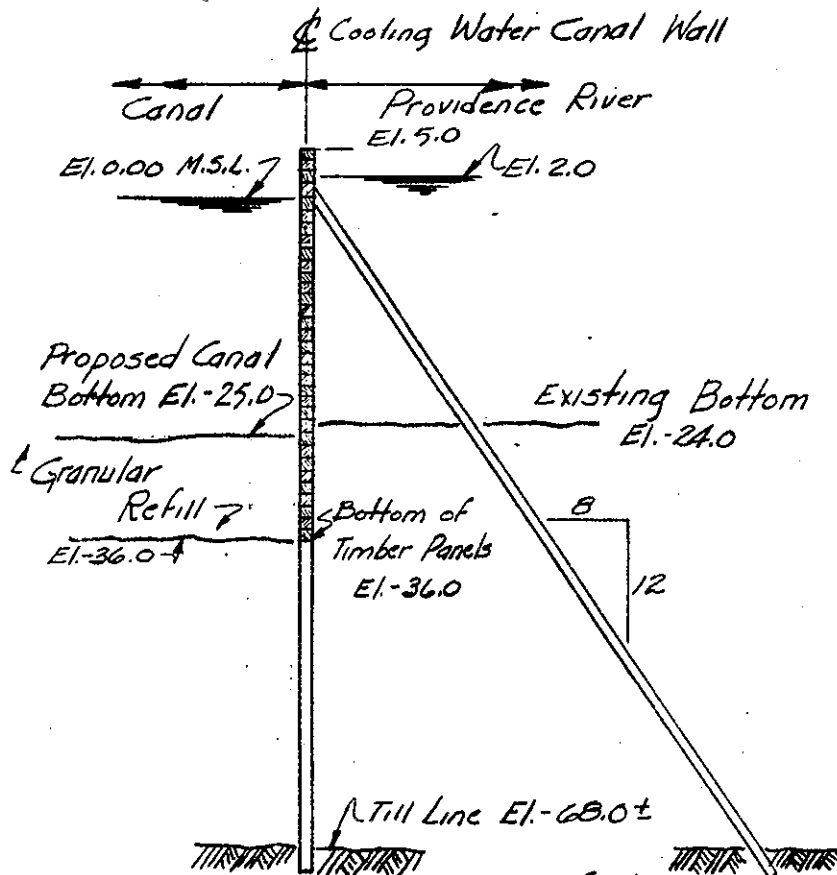 ℄ Cooling Water Canal Wall
Canal
Providence River
El. 5.0
El. 0.00 M.S.L.
El. 2.0
Proposed Canal
Bottom El. -25.0
Existing Bottom
El. -24.0
Granular
Refill
El. -36.0
Bottom of
Timber Panels
El. -36.0
8
12
Till Line El. -68.0±